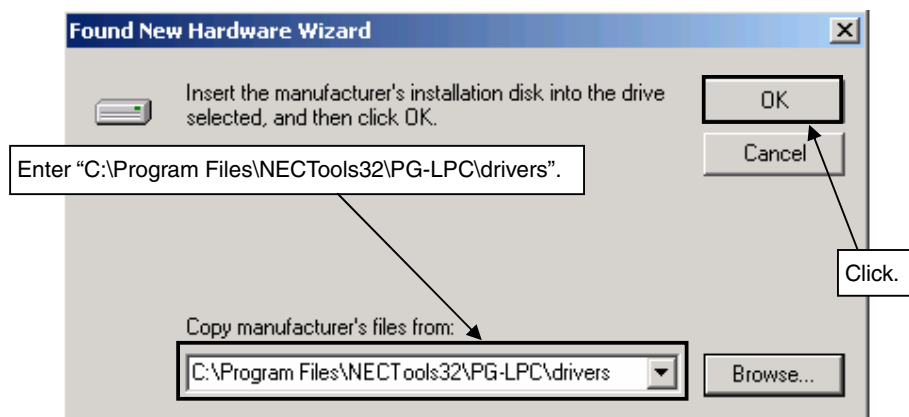 Found New Hardware Wizard
Insert the manufacturer's installation disk into the drive
selected, and then click OK.
OK
Cancel
Enter “C:\Program Files\NECTools32\PG-LPC\drivers”.
Click.
Copy manufacturer's files from:
C:\Program Files\NECTools32\PG-LPC\drivers
Browse...